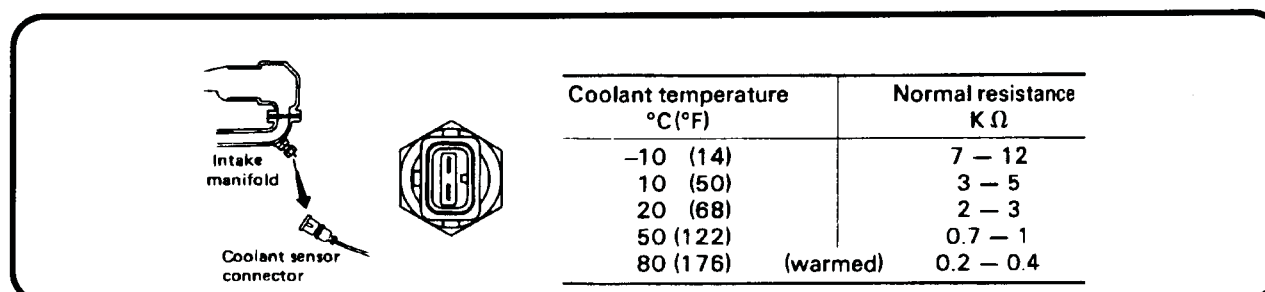 Intake
manifold
Coolant sensor
connector
Coolant temperature Normal resistance
°C(°F) KΩ
−10 (14) 7 − 12
10 (50) 3 − 5
20 (68) 2 − 3
50 (122) 0.7 − 1
80 (176) (warmed) 0.2 − 0.4